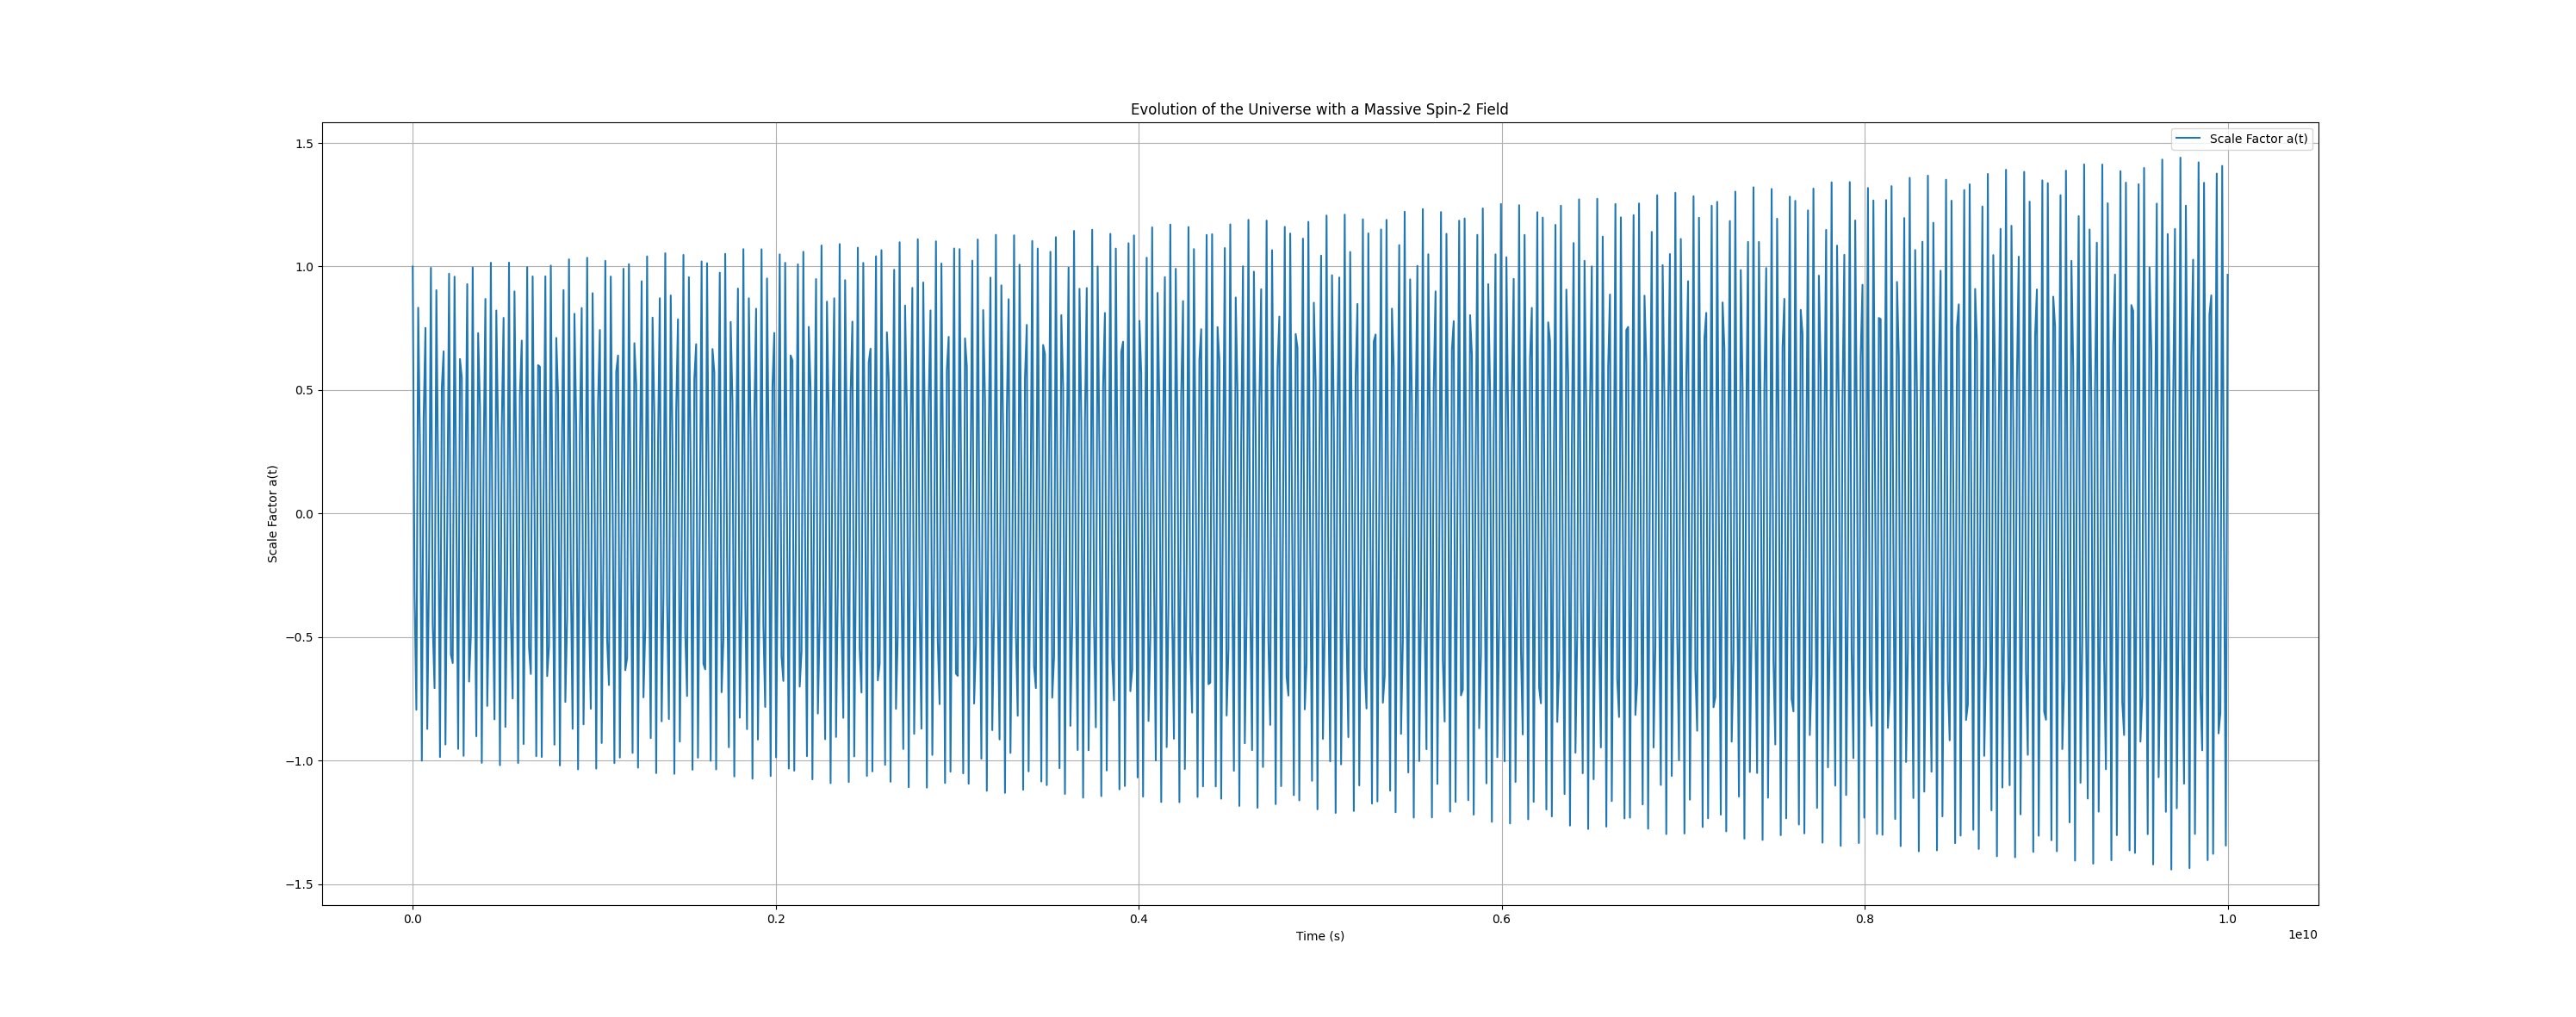 Evolution of the Universe with a Massive Spin-2 Field
Scale Factor a(t)
1.5
1.0
0.5
0.0
−0.5
−1.0
−1.5
Scale Factor a(t)
0.0 0.2 0.4 0.6 0.8 1.0
Time (s)
1e10